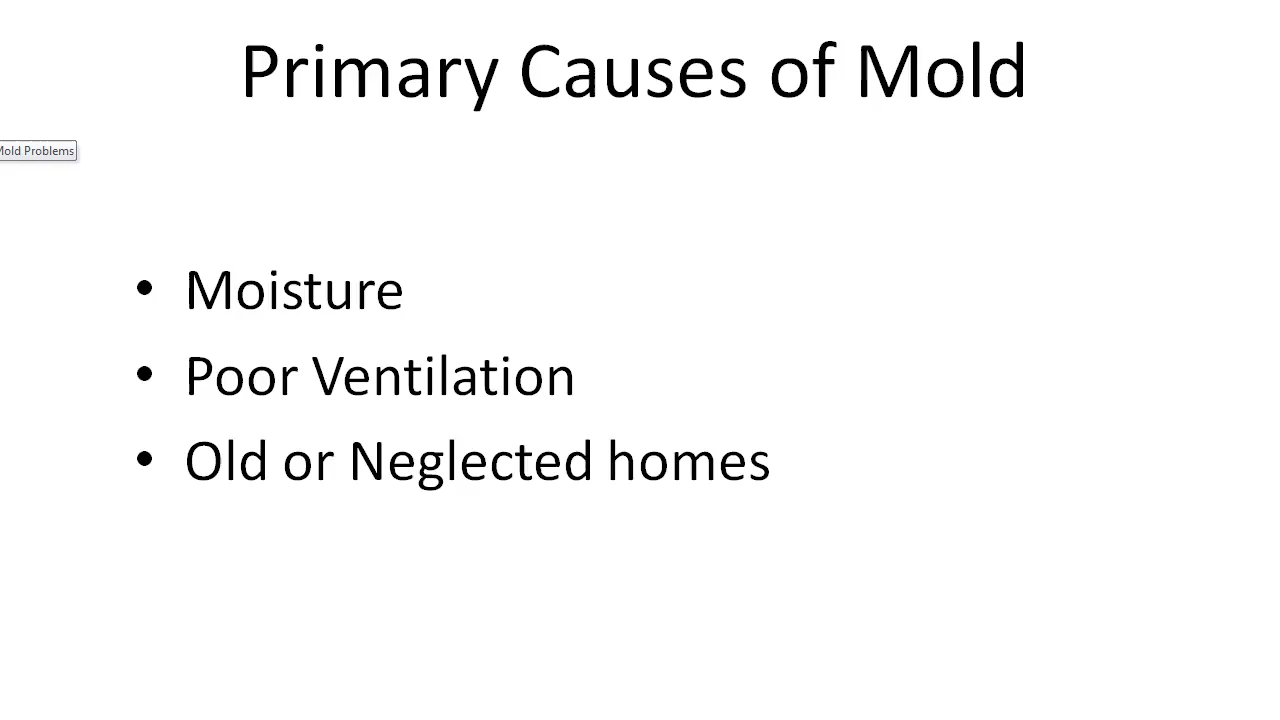 Primary Causes of Mold
Mold Problems
• Moisture
• Poor Ventilation
• Old or Neglected homes